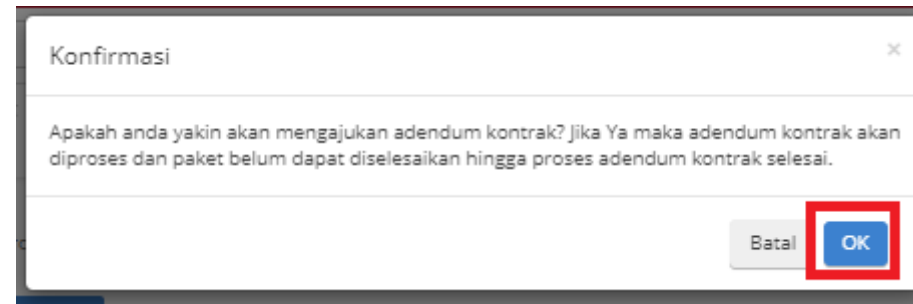 Konfirmasi ×
Apakah anda yakin akan mengajukan adendum kontrak? Jika Ya maka adendum kontrak akan
diproses dan paket belum dapat diselesaikan hingga proses adendum kontrak selesai.
Batal OK